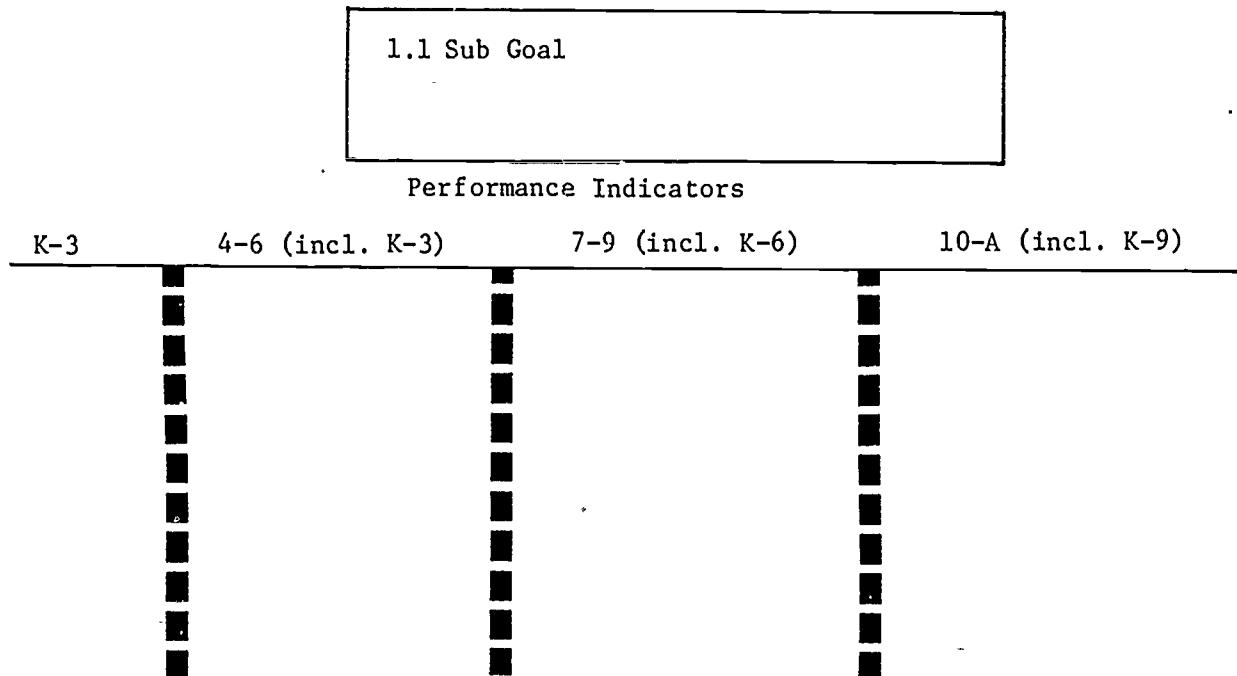 1.1 Sub Goal
Performance Indicators
K-3 4-6 (incl. K-3) 7-9 (incl. K-6) 10-A (incl. K-9)